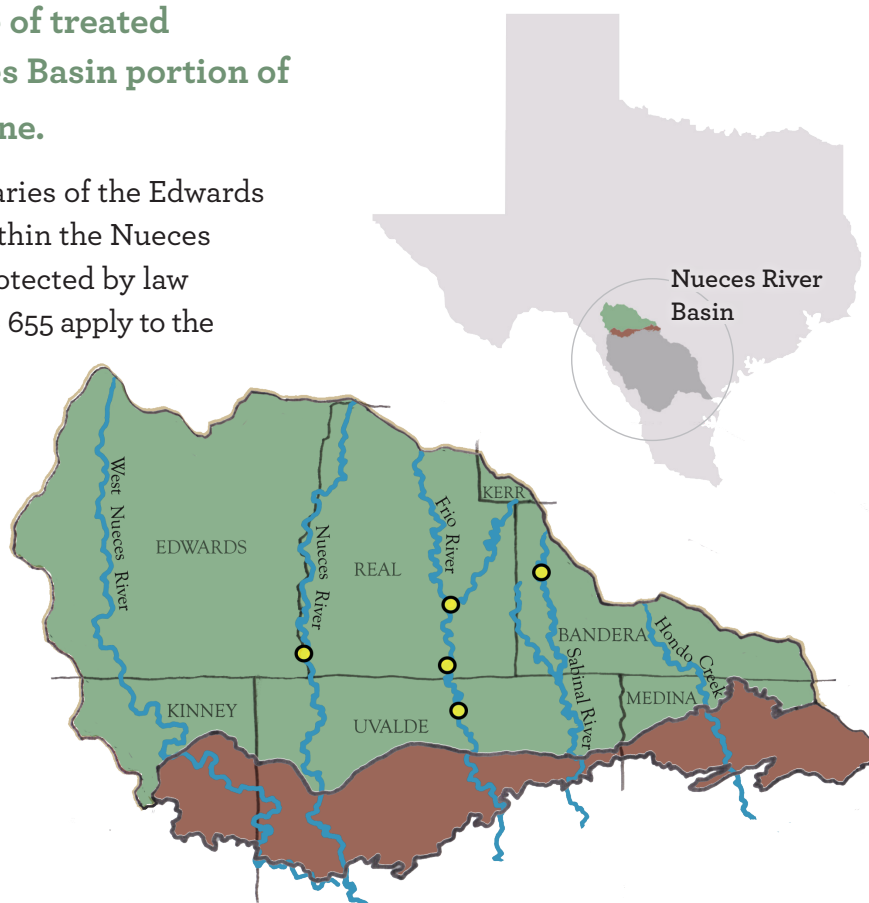 of treated
s Basin portion of
ne.
aries of the Edwards
thin the Nueces
otected by law
655 apply to the
Nueces River
Basin
West Nueces River
EDWARDS
Nueces River
REAL
Frio River
KERR
BANDERA
Hondo Creek
Sabinal River
KINNEY
UVALDE
MEDINA